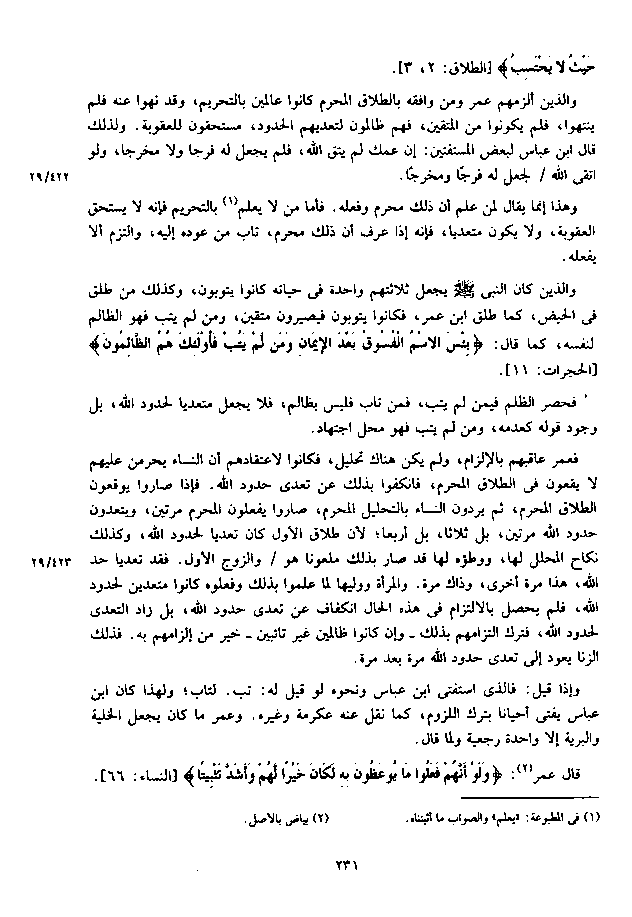 حَيْثُ لا يَحْتَسِبُ﴾ [الطلاق: ٢، ٣].
والذين ألزمهم عمر ومن وافقه بالطلاق المحرم كانوا عالمين بالتحريم، وقد نهوا عنه فلم
ينتهوا، فلم يكونوا من المتقين، فهم ظالمون لتعديهم الحدود، مستحقون للعقوبة. ولذلك
قال ابن عباس لبعض المستفتين: إن عمك لم يتق الله، فلم يجعل له فرجا ولا مخرجا، ولو
اتقى الله / لجعل له فرجًا ومخرجًا. ٢٩/٤٢٢
وهذا إنما يقال لمن علم أن ذلك محرم وفعله. فأما من لا يعلم(١) بالتحريم فإنه لا يستحق
العقوبة، ولا يكون متعديا، فإنه إذا عرف أن ذلك محرم، تاب من عوده إليه، والتزم ألا
يفعله.
والذين كان النبى ﷺ يجعل ثلاثتهم واحدة فى حياته كانوا يتوبون، وكذلك من طلق
فى الحيض، كما طلق ابن عمر، فكانوا يتوبون فيصيرون متقين، ومن لم يتب فهو الظالم
لنفسه، كما قال: ﴿بِئْسَ الاسْمُ الْفُسُوقُ بَعْدَ الإِيمَانِ وَمَن لَّمْ يَتُبْ فَأُوْلَئِكَ هُمُ الظَّالِمُونَ﴾
[الحجرات: ١١].
فحصر الظلم فيمن لم يتب، فمن تاب فليس بظالم، فلا يجعل متعديا لحدود الله، بل
وجود قوله كعدمه، ومن لم يتب فهو محل اجتهاد.
فعمر عاقبهم بالإلزام، ولم يكن هناك تحليل، فكانوا لاعتقادهم أن النساء يحرمن عليهم
لا يقعون فى الطلاق المحرم، فانكفوا بذلك عن تعدى حدود الله. فإذا صاروا يوقعون
الطلاق المحرم، ثم يردون النساء بالتحليل المحرم، صاروا يفعلون المحرم مرتين، ويتعدون
حدود الله مرتين، بل ثلاثا، بل أربعا؛ لأن طلاق الأول كان تعديا لحدود الله، وكذلك
نكاح المحلل لها، ووطؤه لها قد صار بذلك ملعونا هو / والزوج الأول. فقد تعديا حد ٢٩/٤٢٣
الله، هذا مرة أخرى، وذاك مرة. والمرأة ووليها لما علموا بذلك وفعلوه كانوا متعدين لحدود
الله، فلم يحصل بالالتزام فى هذه الحال انكفاف عن تعدى حدود الله، بل زاد التعدى
لحدود الله، فترك التزامهم بذلك ـ وإن كانوا ظالمين غير تائبين ـ خير من إلزامهم به. فذلك
الزنا يعود إلى تعدى حدود الله مرة بعد مرة.
وإذا قيل: فالذى استفتى ابن عباس ونحوه لو قيل له: تب. لتاب؛ ولهذا كان ابن
عباس يفتى أحيانا بترك اللزوم، كما نقل عنه عكرمة وغيره. وعمر ما كان يجعل الخلية
والبرية إلا واحدة رجعية ولما قال.
قال عمر(٢): ﴿وَلَوْ أَنَّهُمْ فَعَلُوا مَا يُوعَظُونَ بِهِ لَكَانَ خَيْرًا لَّهُمْ وَأَشَدَّ تَثْبِيتًا﴾ [النساء: ٦٦].
(١) فى المطبوعة: «يعلم» والصواب ما أثبتناه. (٢) بياض بالأصل.
٢٣١